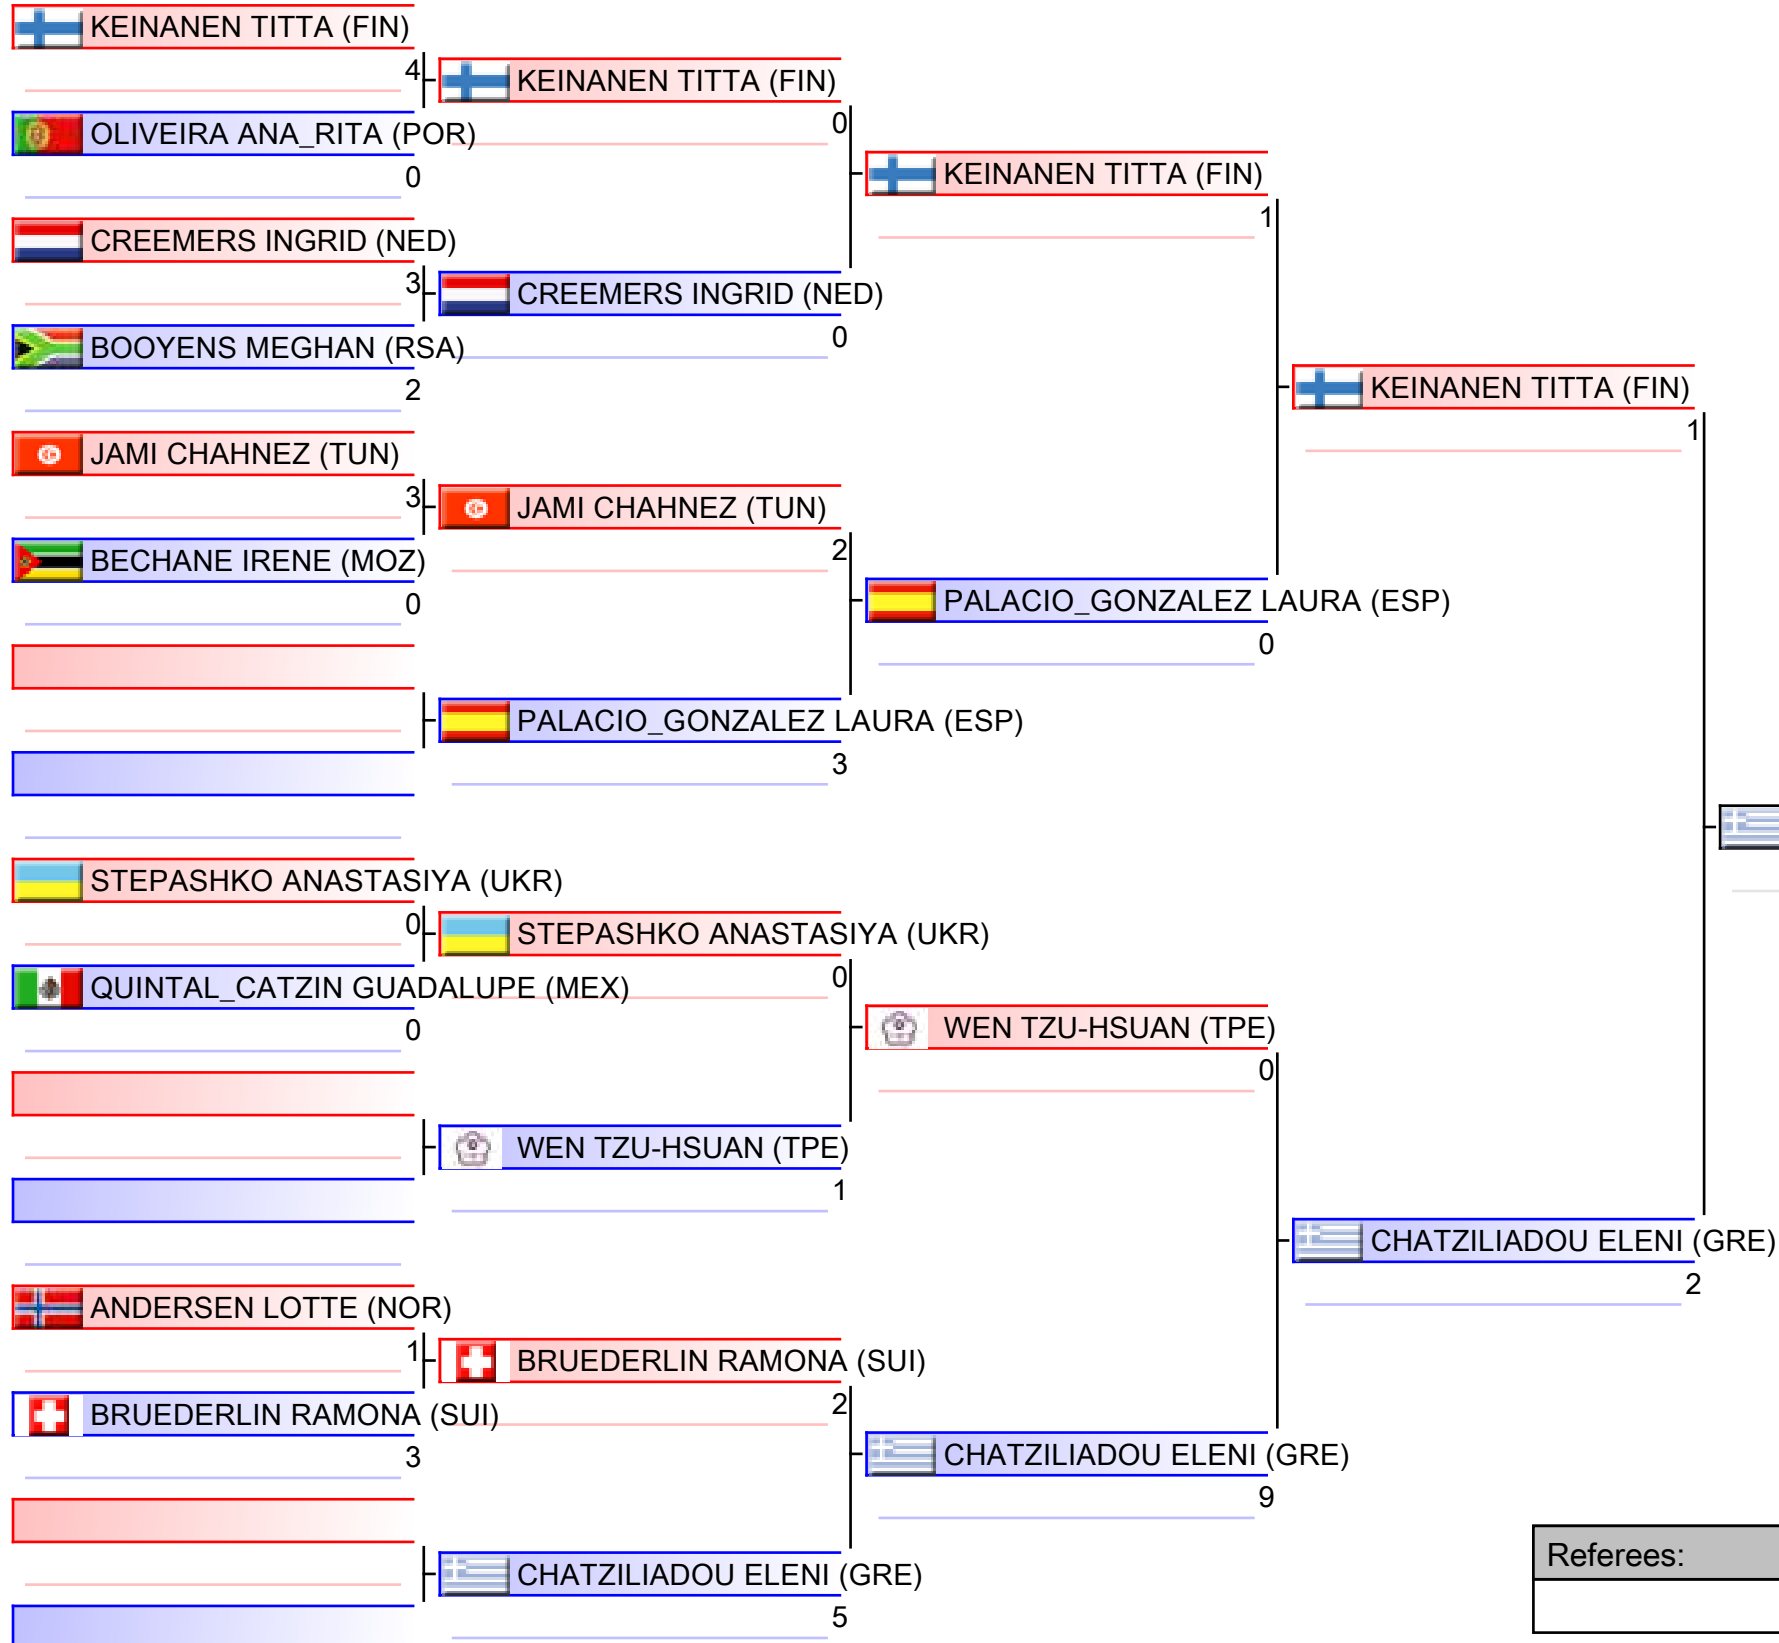 KEINANEN TITTA (FIN)
4
KEINANEN TITTA (FIN)
OLIVEIRA ANA_RITA (POR)
0
0
KEINANEN TITTA (FIN)
1
CREEMERS INGRID (NED)
3
CREEMERS INGRID (NED)
0
BOOYENS MEGHAN (RSA)
2
KEINANEN TITTA (FIN)
1
JAMI CHAHNEZ (TUN)
3
JAMI CHAHNEZ (TUN)
2
BECHANE IRENE (MOZ)
0
PALACIO_GONZALEZ LAURA (ESP)
0
PALACIO_GONZALEZ LAURA (ESP)
3
STEPASHKO ANASTASIYA (UKR)
0
STEPASHKO ANASTASIYA (UKR)
0
QUINTAL_CATZIN GUADALUPE (MEX)
0
WEN TZU-HSUAN (TPE)
0
WEN TZU-HSUAN (TPE)
1
CHATZILIADOU ELENI (GRE)
2
ANDERSEN LOTTE (NOR)
1
BRUEDERLIN RAMONA (SUI)
2
BRUEDERLIN RAMONA (SUI)
3
CHATZILIADOU ELENI (GRE)
9
CHATZILIADOU ELENI (GRE)
5
Referees: